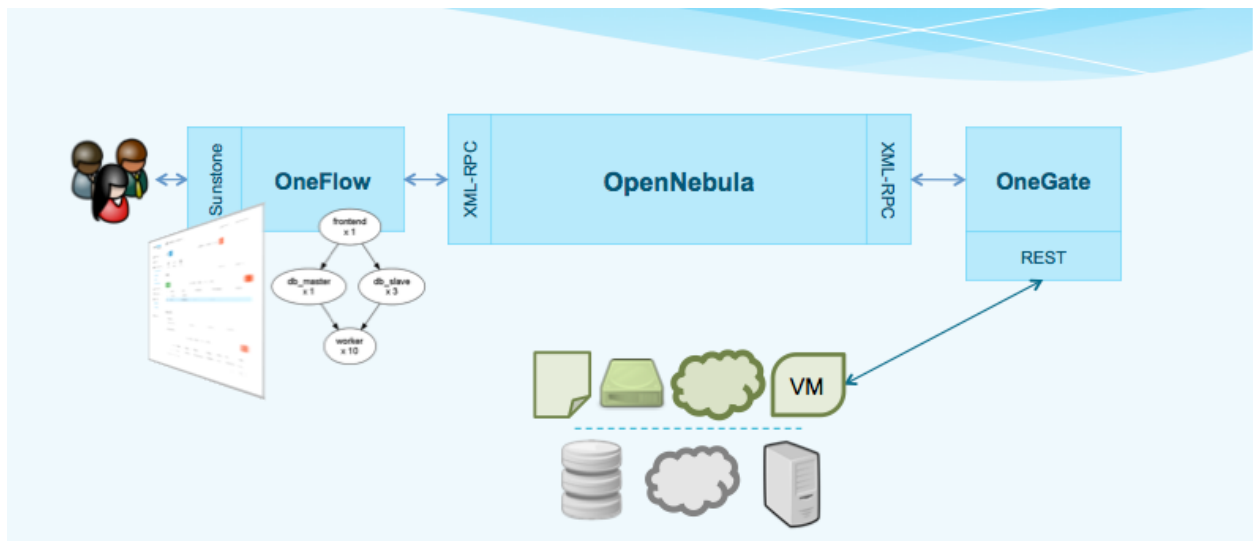 Sunstone
OneFlow
XML-RPC
OpenNebula
XML-RPC
OneGate
REST
frontend
x 1
db_master
x 1
db_slave
x 3
worker
x 10
VM